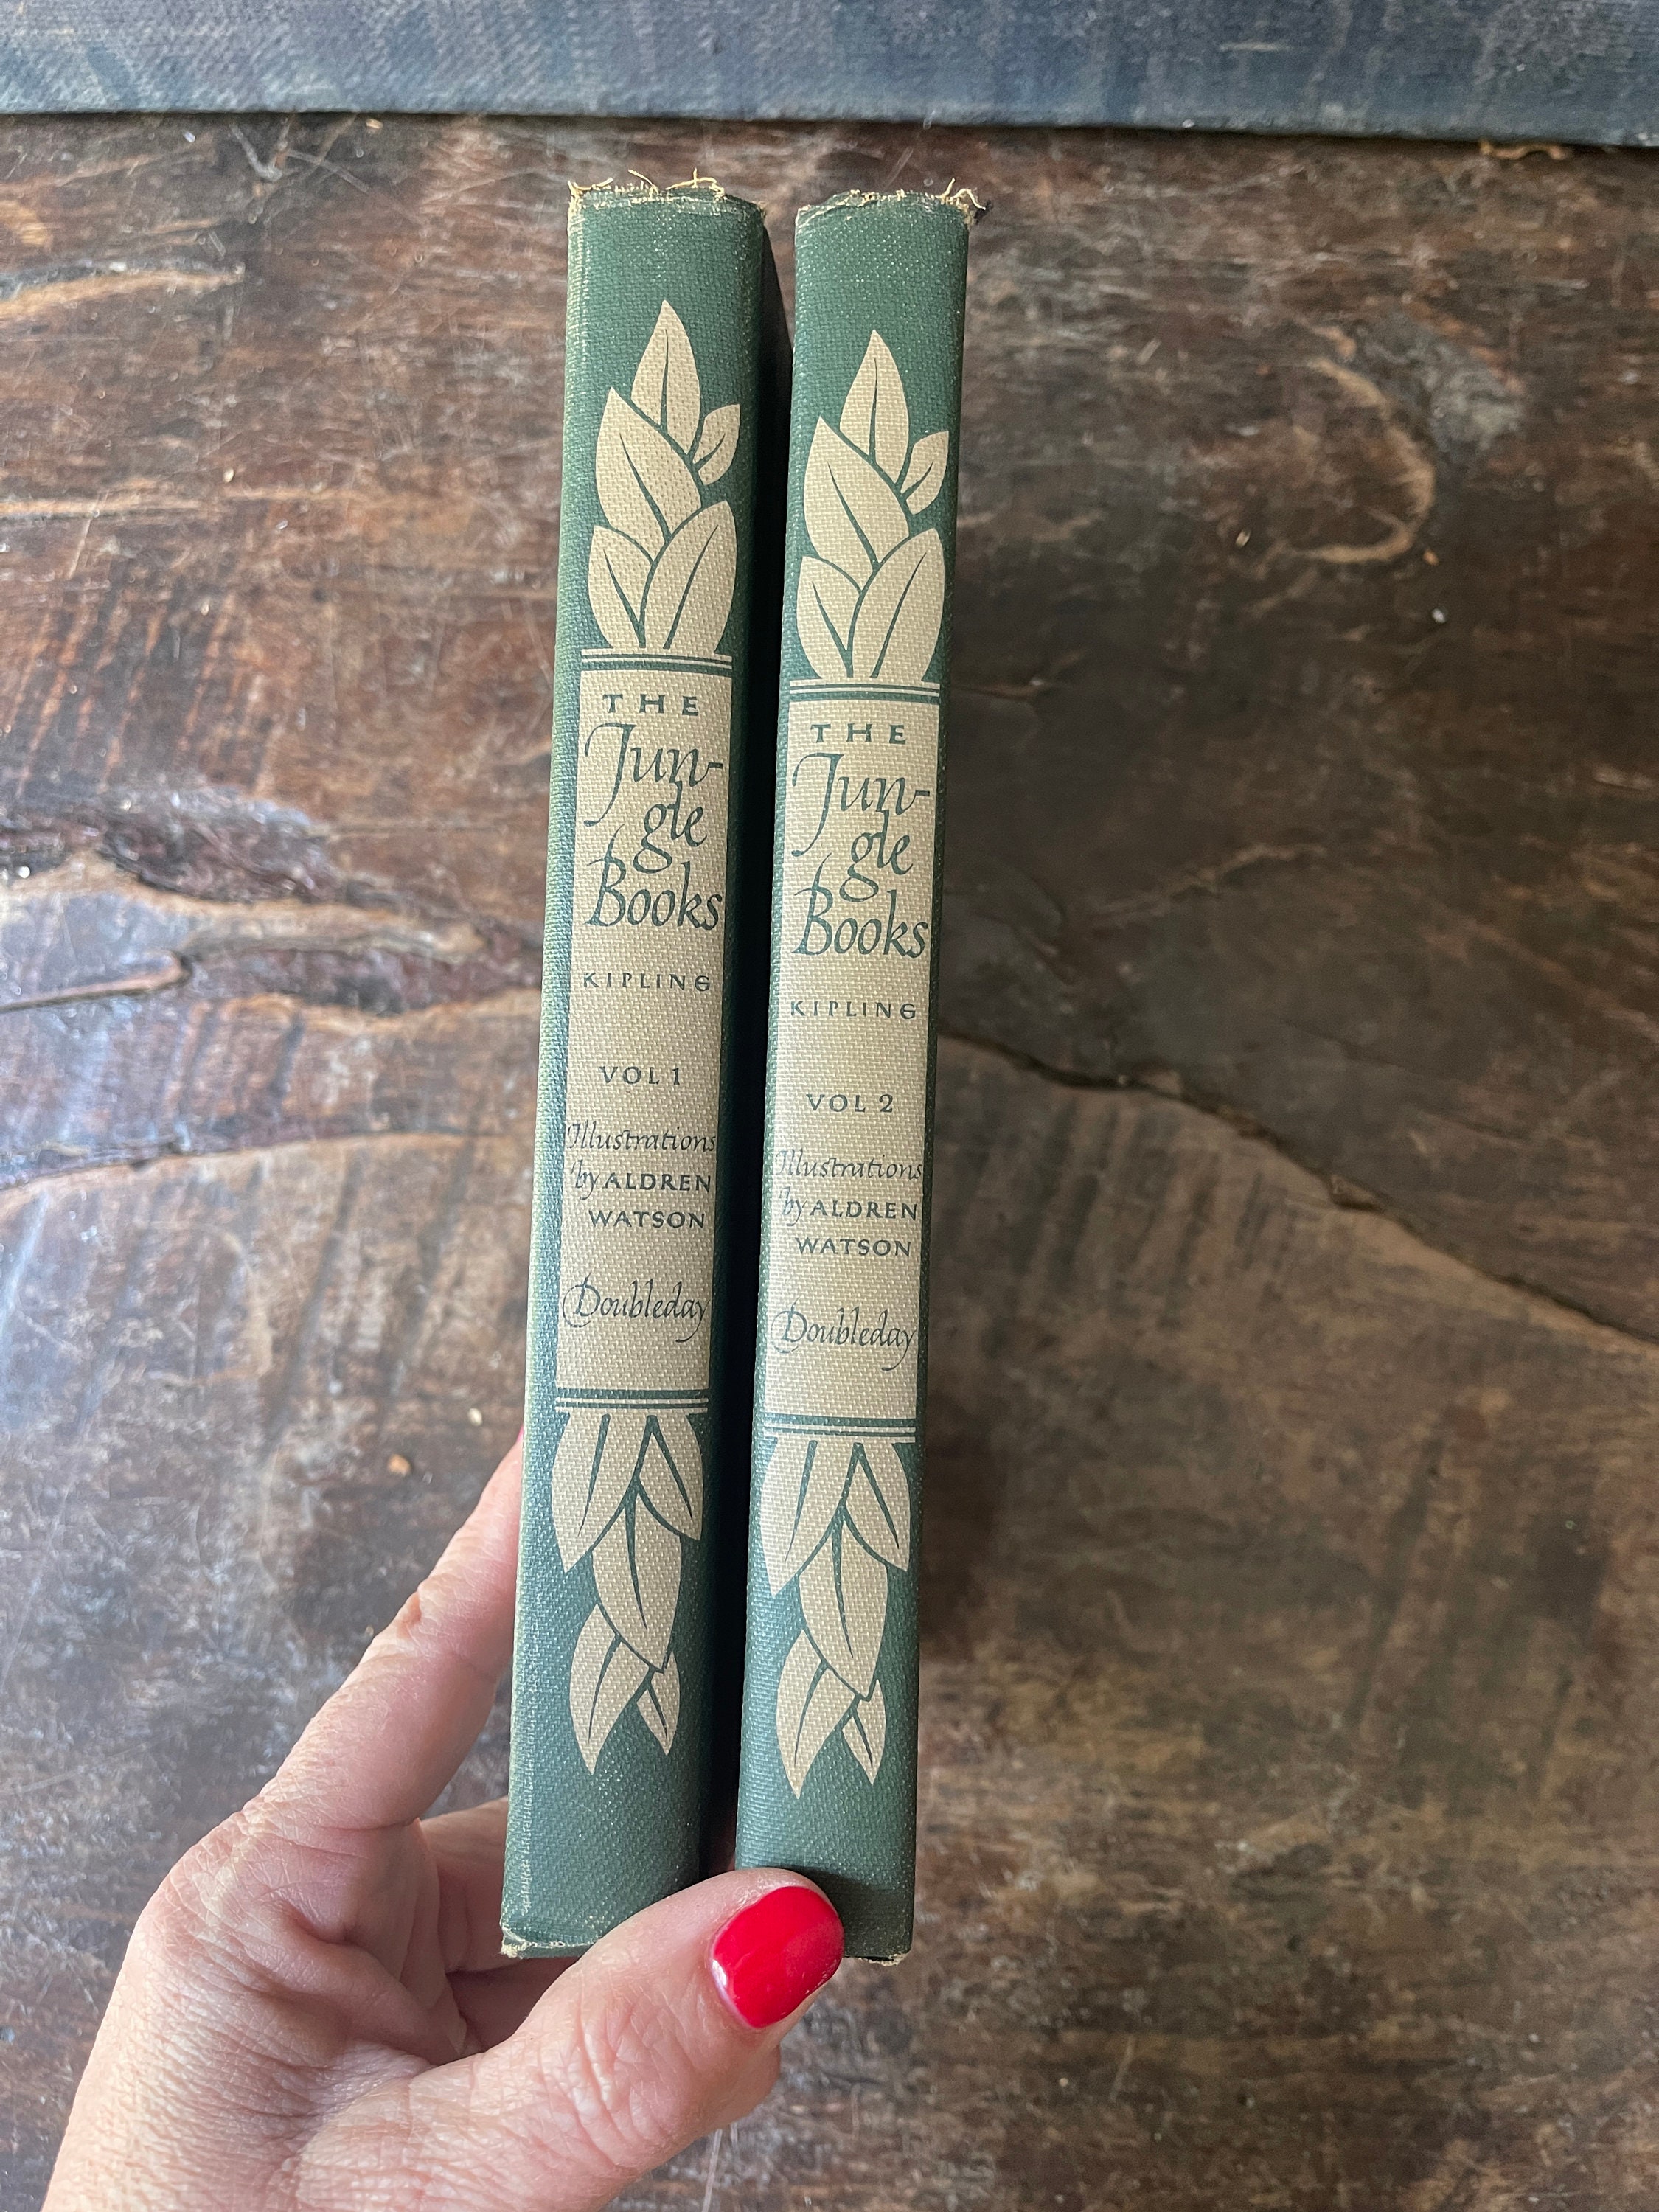 THE
Jun-
gle
Books
KIPLING
VOL 1
Illustrations
by ALDREN
WATSON
Doubleday
THE
Jun-
gle
Books
KIPLING
VOL 2
Illustrations
by ALDREN
WATSON
Doubleday